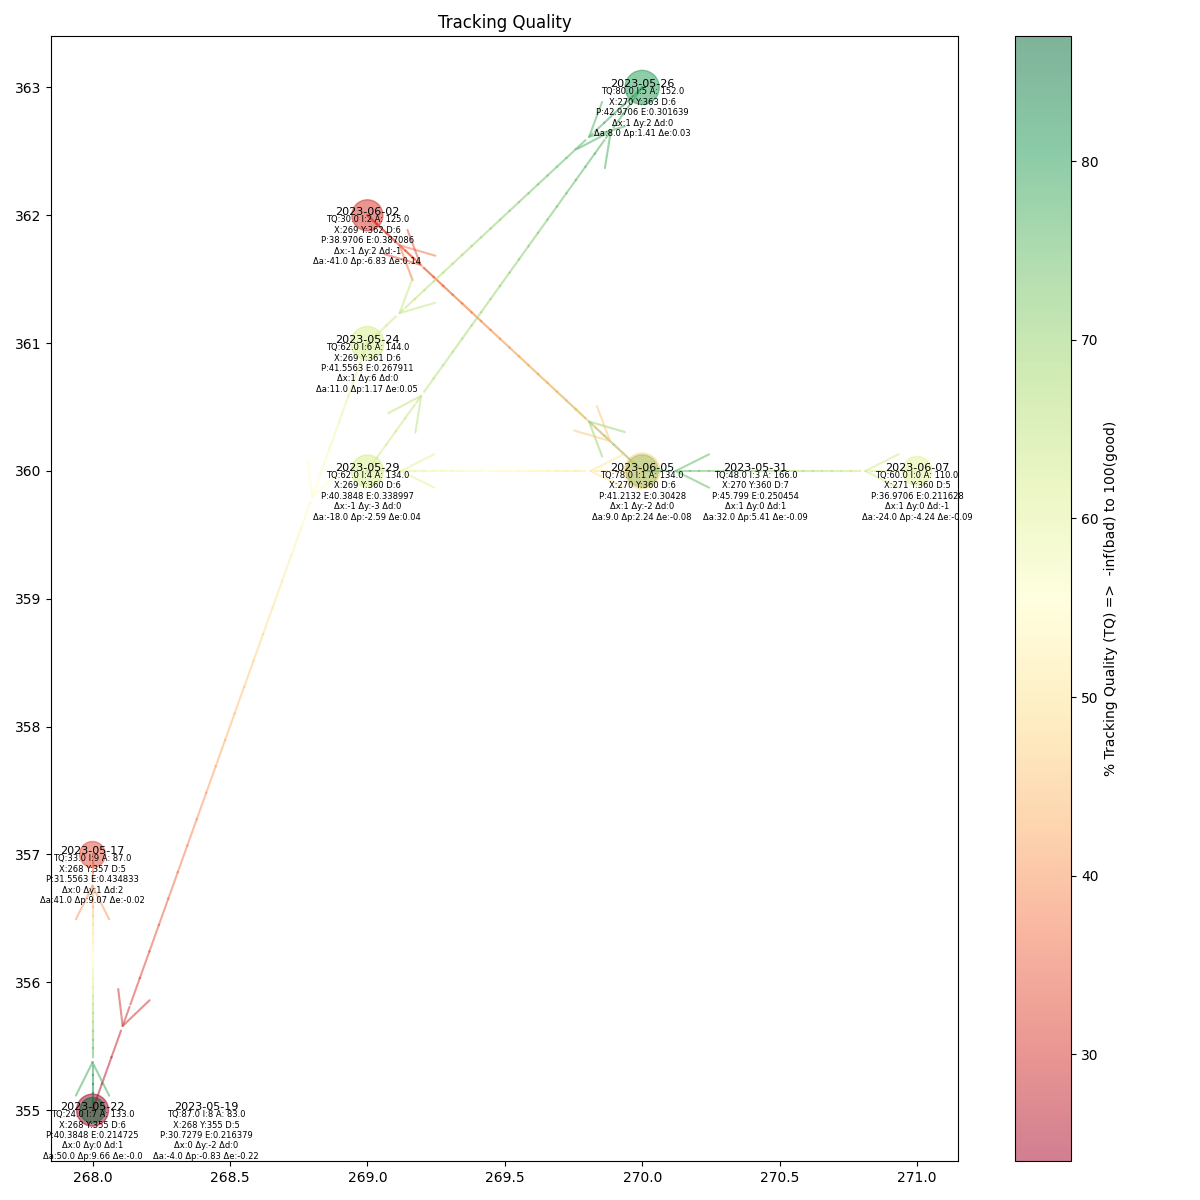 Tracking Quality
363
362
361
360
359
358
357
356
355
268.0
268.5
269.0
269.5
270.0
270.5
271.0
2023-05-26
TQ:80.0 I:5 A: 152.0
X:270 Y:363 D:6
P:42.9706 E:0.301639
Δx:1 Δy:2 Δd:0
Δa:8.0 Δp:1.41 Δe:0.03
2023-06-02
TQ:30.0 I:2 A: 125.0
X:269 Y:362 D:6
P:38.9706 E:0.387086
Δx:-1 Δy:2 Δd:-1
Δa:-41.0 Δp:-6.83 Δe:0.14
2023-05-24
TQ:62.0 I:6 A: 144.0
X:269 Y:361 D:6
P:41.5563 E:0.267911
Δx:1 Δy:6 Δd:0
Δa:11.0 Δp:1.17 Δe:0.05
2023-05-29
TQ:62.0 I:4 A: 134.0
X:269 Y:360 D:6
P:40.3848 E:0.338997
Δx:-1 Δy:-3 Δd:0
Δa:-18.0 Δp:-2.59 Δe:0.04
2023-06-05
TQ:78.0 I:1 A: 134.0
X:270 Y:360 D:6
P:41.2132 E:0.30428
Δx:1 Δy:-2 Δd:0
Δa:9.0 Δp:2.24 Δe:-0.08
2023-05-31
TQ:48.0 I:3 A: 166.0
X:270 Y:360 D:7
P:45.799 E:0.250454
Δx:1 Δy:0 Δd:1
Δa:32.0 Δp:5.41 Δe:-0.09
2023-06-07
TQ:60.0 I:0 A: 110.0
X:271 Y:360 D:5
P:36.9706 E:0.211628
Δx:1 Δy:0 Δd:-1
Δa:-24.0 Δp:-4.24 Δe:-0.09
2023-05-17
TQ:33.0 I:9 A: 87.0
X:268 Y:357 D:5
P:31.5563 E:0.434833
Δx:0 Δy:1 Δd:2
Δa:41.0 Δp:9.07 Δe:-0.02
2023-05-22
TQ:24.0 I:7 A: 133.0
X:268 Y:355 D:6
P:40.3848 E:0.214725
Δx:0 Δy:0 Δd:1
Δa:50.0 Δp:9.66 Δe:-0.0
2023-05-19
TQ:87.0 I:8 A: 83.0
X:268 Y:355 D:5
P:30.7279 E:0.216379
Δx:0 Δy:-2 Δd:0
Δa:-4.0 Δp:-0.83 Δe:-0.22
80
70
60
50
40
30
% Tracking Quality (TQ) =>  -inf(bad) to 100(good)